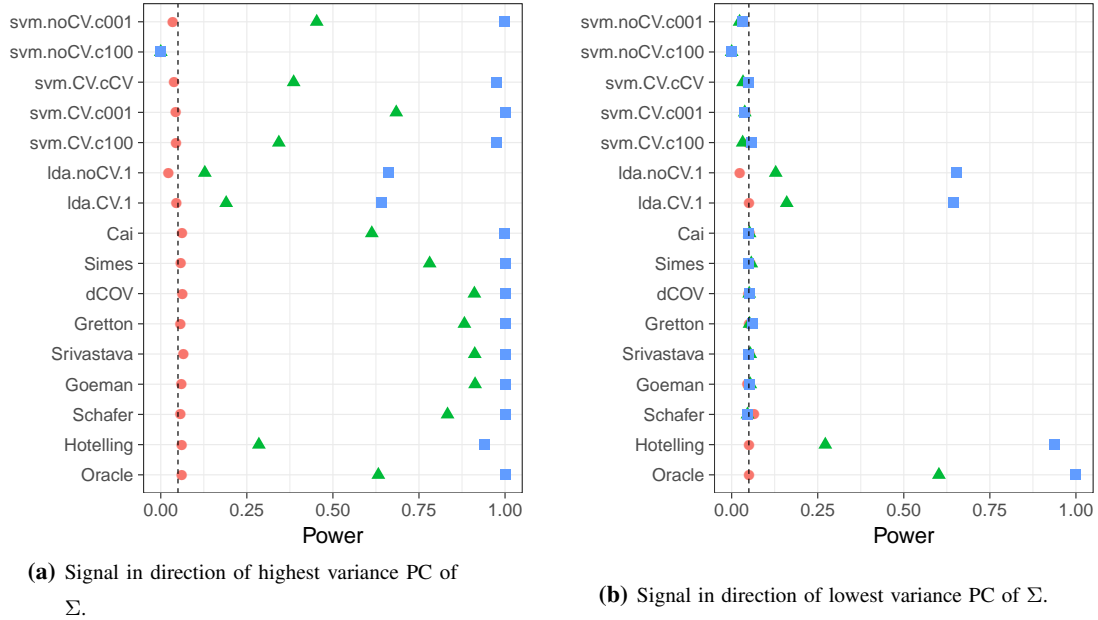 svm.noCV.c001
svm.noCV.c100
svm.CV.cCV
svm.CV.c001
svm.CV.c100
lda.noCV.1
lda.CV.1
Cai
Simes
dCOV
Gretton
Srivastava
Goeman
Schafer
Hotelling
Oracle
0.00 0.25 0.50 0.75 1.00
Power
(a) Signal in direction of highest variance PC of
Σ.
svm.noCV.c001
svm.noCV.c100
svm.CV.cCV
svm.CV.c001
svm.CV.c100
lda.noCV.1
lda.CV.1
Cai
Simes
dCOV
Gretton
Srivastava
Goeman
Schafer
Hotelling
Oracle
0.00 0.25 0.50 0.75 1.00
Power
(b) Signal in direction of lowest variance PC of Σ.